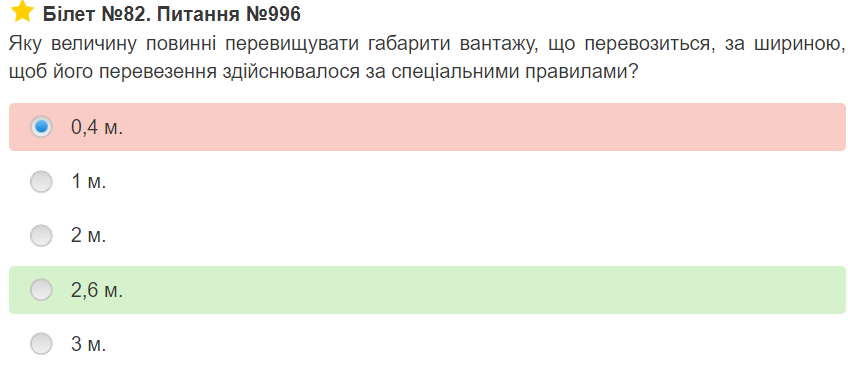 Білет №82. Питання №996
Яку величину повинні перевищувати габарити вантажу, що перевозиться, за шириною,
щоб його перевезення здійснювалося за спеціальними правилами?
0,4 м.
1 м.
2 м.
2,6 м.
3 м.